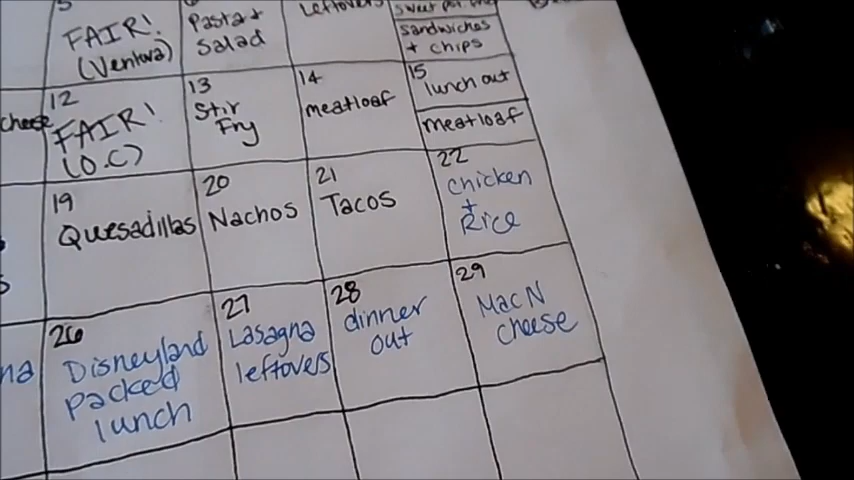 5
FAIR!
(Ventura)
Pasta +
Salad
leftovers
sandwiches
+ chips
cheese
12
FAIR!
(O.C)
13
Stir
Fry
14
meatloaf
15
lunch out
meatloaf
19
Quesadillas
20
Nachos
21
Tacos
22
chicken
+
Rice
26
Disneyland
packed
lunch
27
Lasagna
leftovers
28
dinner
out
29
Mac N
cheese